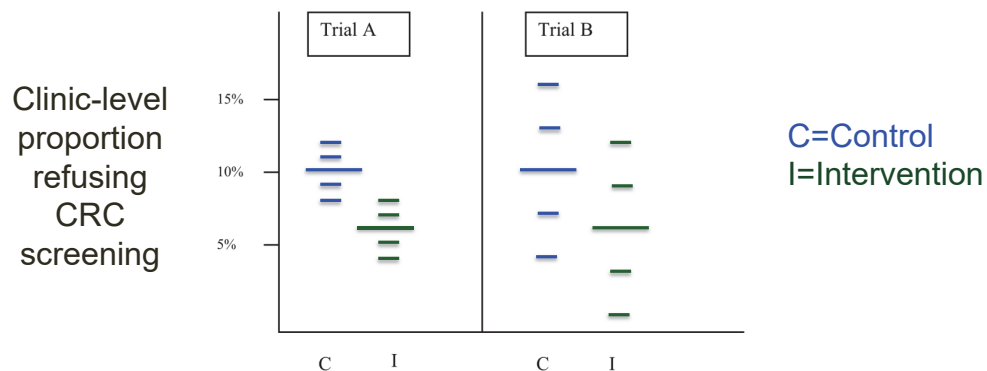 Trial A
Trial B
Clinic-level
proportion
refusing
CRC
screening
15%
10%
5%
C=Control
I=Intervention
C
I
C
I